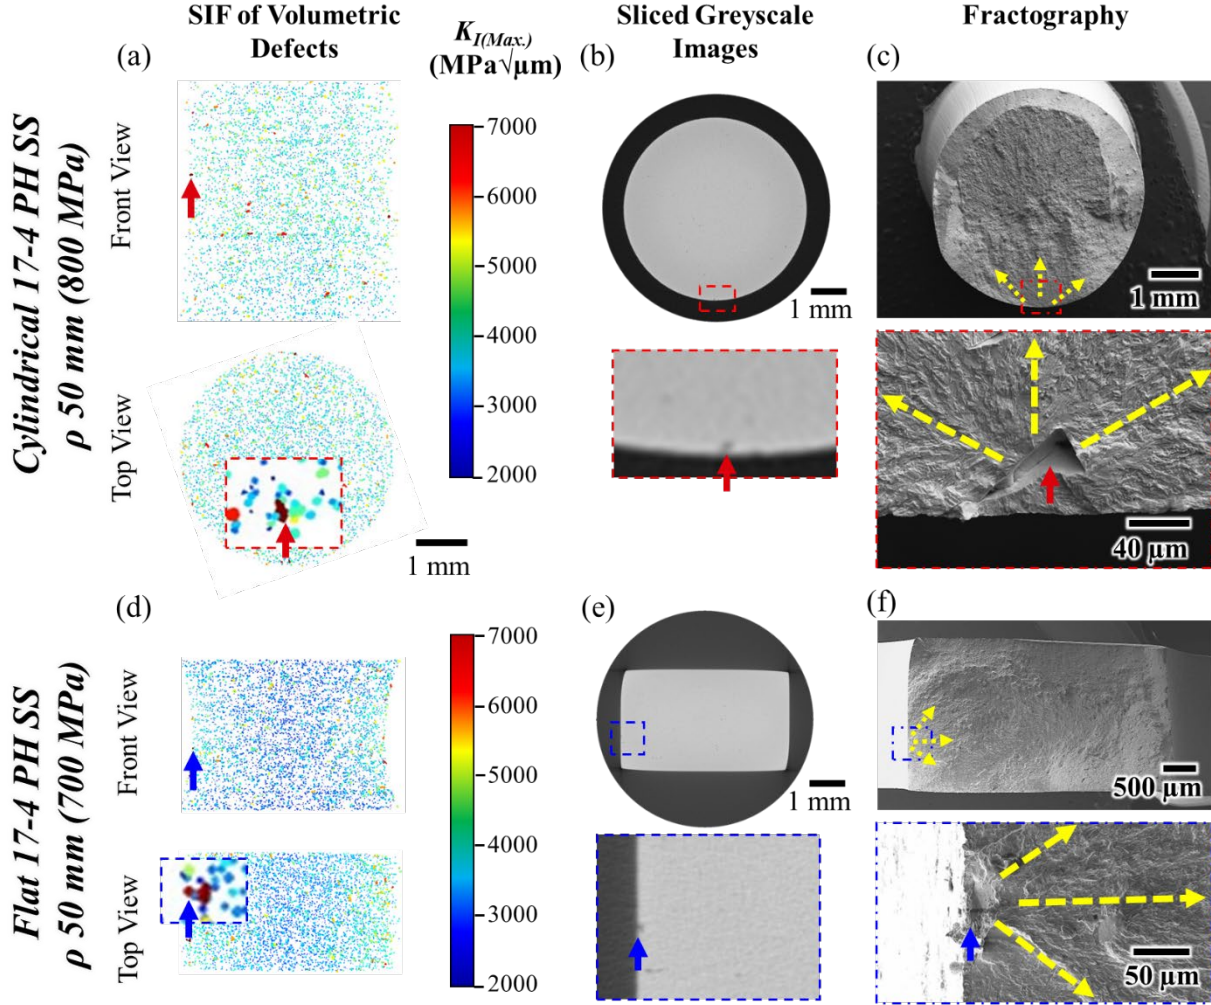 SIF of Volumetric
Defects
K_I(Max.)
(MPa√μm)
Sliced Greyscale
Images
Fractography
Cylindrical 17-4 PH SS
ρ 50 mm (800 MPa)
(a)
Front View
Top View
7000
6000
5000
4000
3000
2000
1 mm
(b)
1 mm
(c)
1 mm
40 μm
Flat 17-4 PH SS
ρ 50 mm (700 MPa)
(d)
Front View
Top View
7000
6000
5000
4000
3000
2000
(e)
1 mm
(f)
500 μm
50 μm